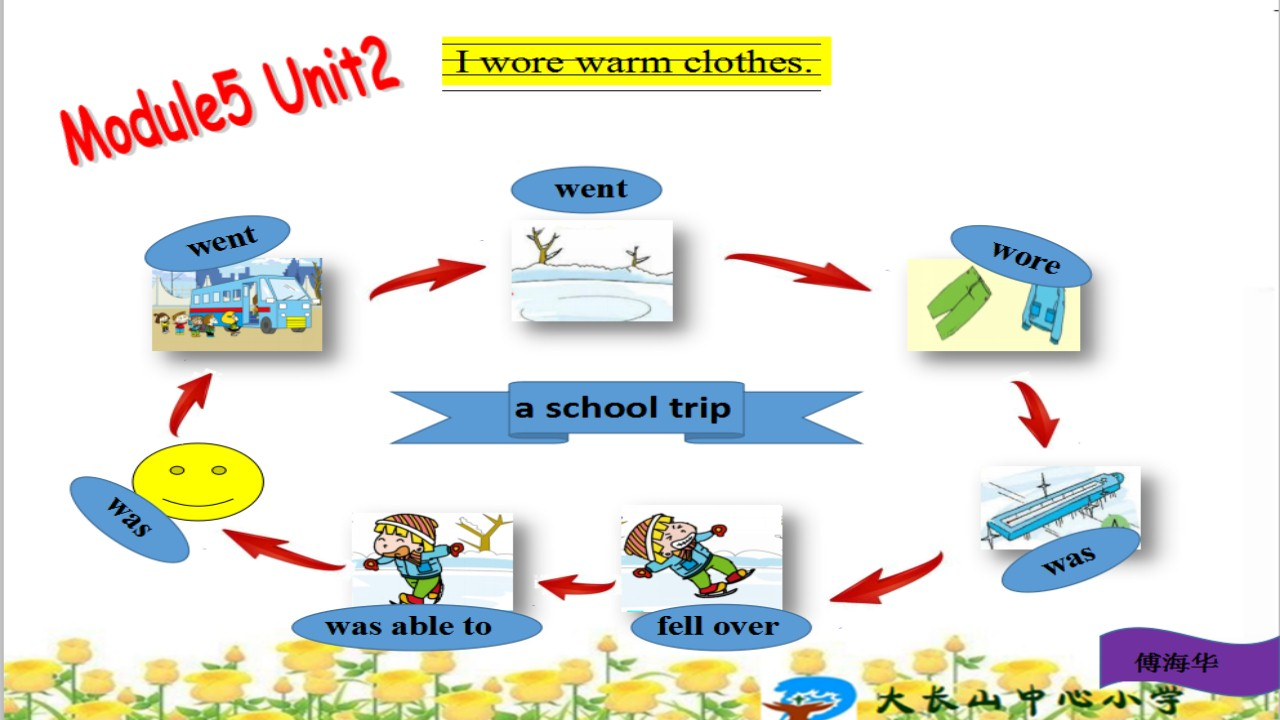 Module5 Unit2
I wore warm clothes.
went
went
wore
a school trip
was
was
was able to
fell over
傅海华
大长山中心小学